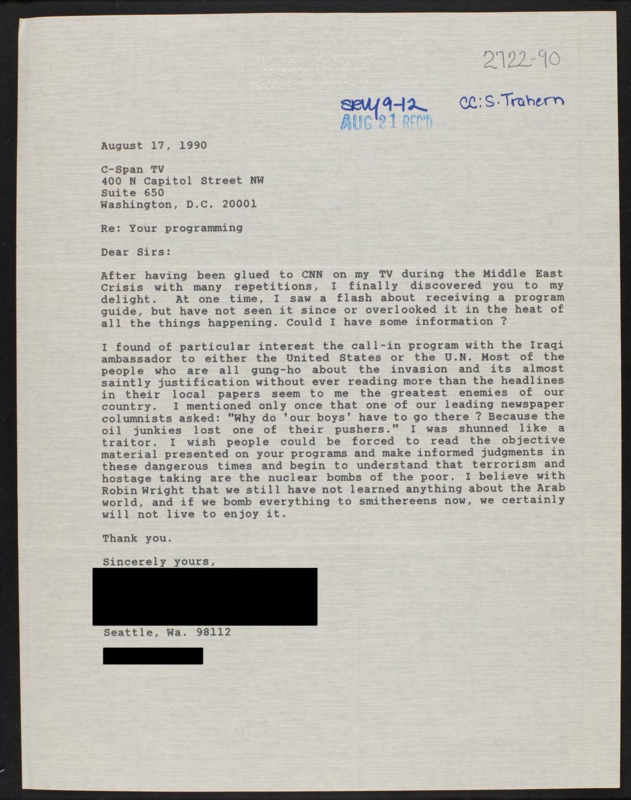 2722-90
9-12
CC: S. Trahern
AUG 21 REC'D
August 17, 1990
C-Span TV
400 N Capitol Street NW
Suite 650
Washington, D.C. 20001
Re: Your programming
Dear Sirs:
After having been glued to CNN on my TV during the Middle East
Crisis with many repetitions, I finally discovered you to my
delight. At one time, I saw a flash about receiving a program
guide, but have not seen it since or overlooked it in the heat of
all the things happening. Could I have some information ?
I found of particular interest the call-in program with the Iraqi
ambassador to either the United States or the U.N. Most of the
people who are all gung-ho about the invasion and its almost
saintly justification without ever reading more than the headlines
in their local papers seem to me the greatest enemies of our
country. I mentioned only once that one of our leading newspaper
columnists asked: "Why do 'our boys' have to go there ? Because the
oil junkies lost one of their pushers." I was shunned like a
traitor. I wish people could be forced to read the objective
material presented on your programs and make informed judgments in
these dangerous times and begin to understand that terrorism and
hostage taking are the nuclear bombs of the poor. I believe with
Robin Wright that we still have not learned anything about the Arab
world, and if we bomb everything to smithereens now, we certainly
will not live to enjoy it.
Thank you.
Sincerely yours,
Seattle, Wa. 98112